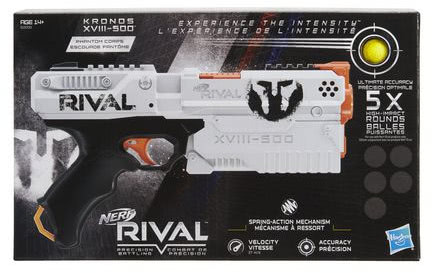 AGE 14+
KRONOS
XVIII-500
PHANTOM CORPS
ESCOUADE FANTÔME
EXPERIENCE THE INTENSITY
L'EXPÉRIENCE DE L'INTENSITÉ
ULTIMATE ACCURACY
PRÉCISION OPTIMALE
5X
HIGH-IMPACT
ROUNDS
BALLES
PUISSANTES
RIVAL
NERF
RIVAL
XVIII-500
NERF
RIVAL
PRECISION BATTLING
COMBAT DE PRÉCISION
SPRING-ACTION MECHANISM
MÉCANISME À RESSORT
VELOCITY
VITESSE
ACCURACY
PRÉCISION
Hasbro